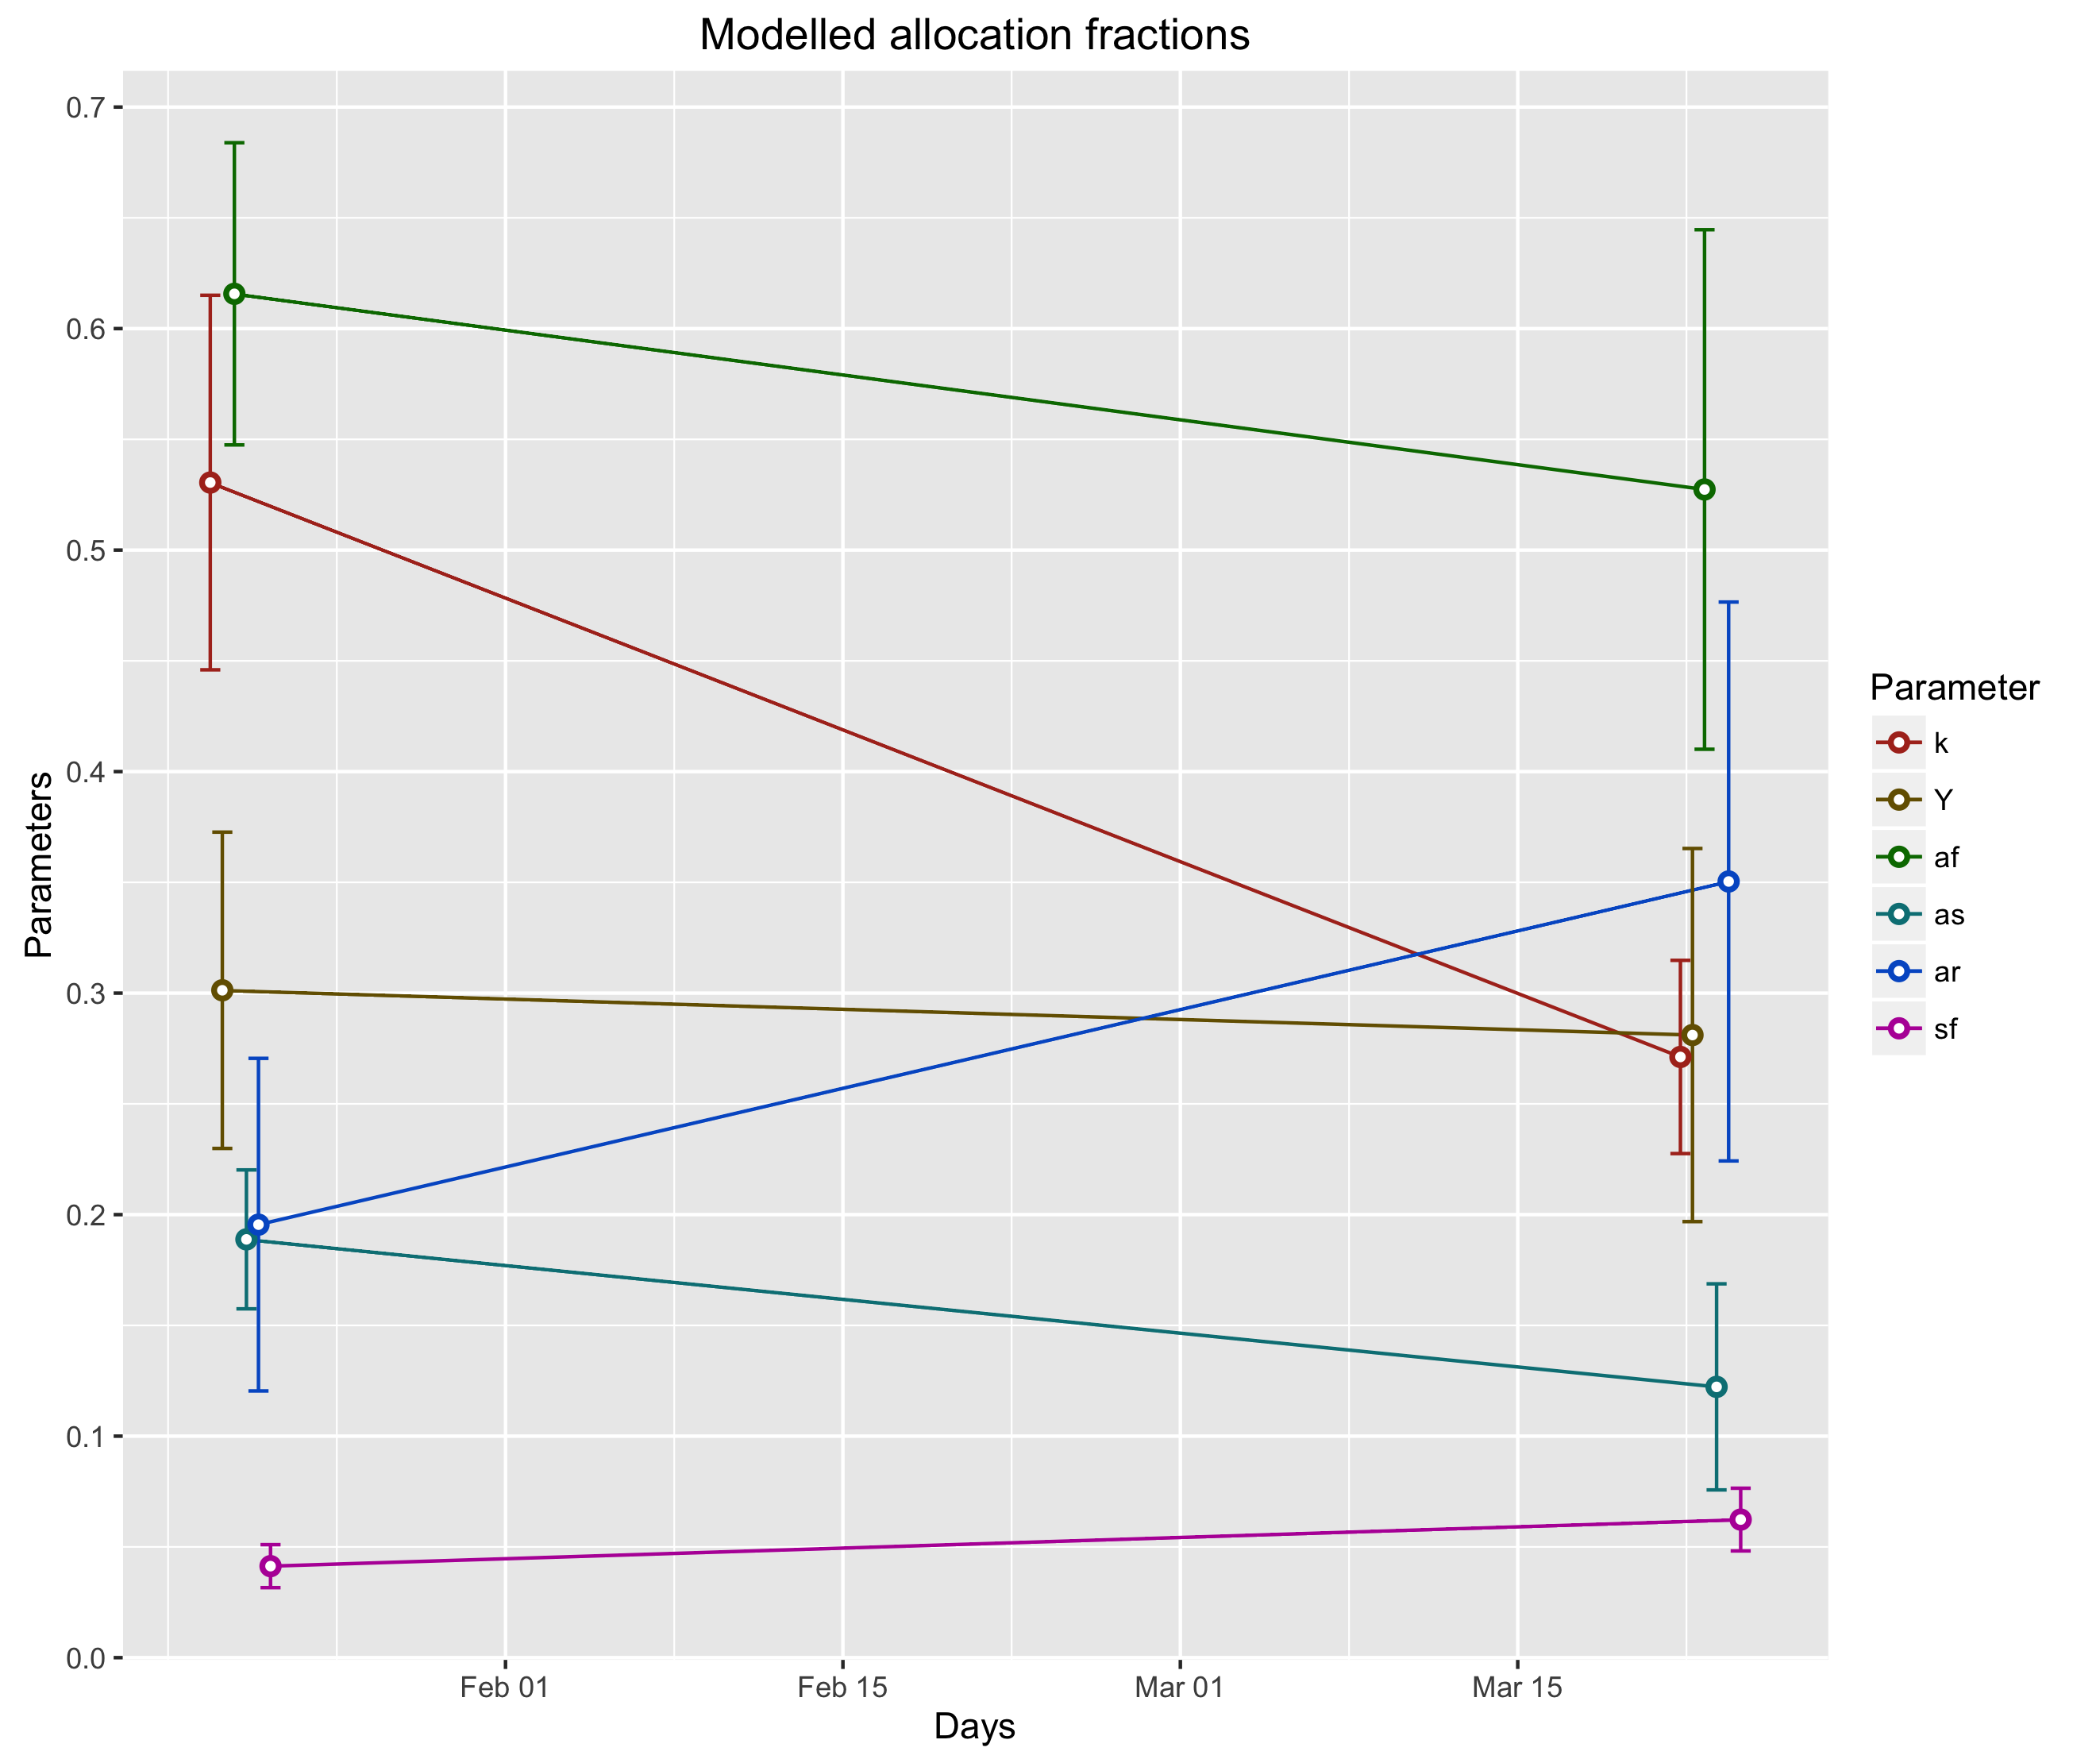 Modelled allocation fractions
Parameters
0.7
0.6
0.5
0.4
0.3
0.2
0.1
0.0
Feb 01
Feb 15
Mar 01
Mar 15
Days
Parameter
k
Y
af
as
ar
sf